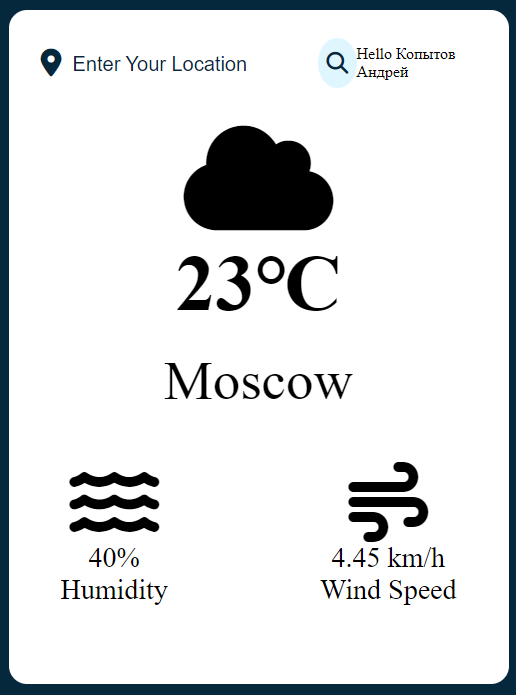 Enter Your Location
Hello Копытов
Андрей
23°C
Moscow
40%
Humidity
4.45 km/h
Wind Speed